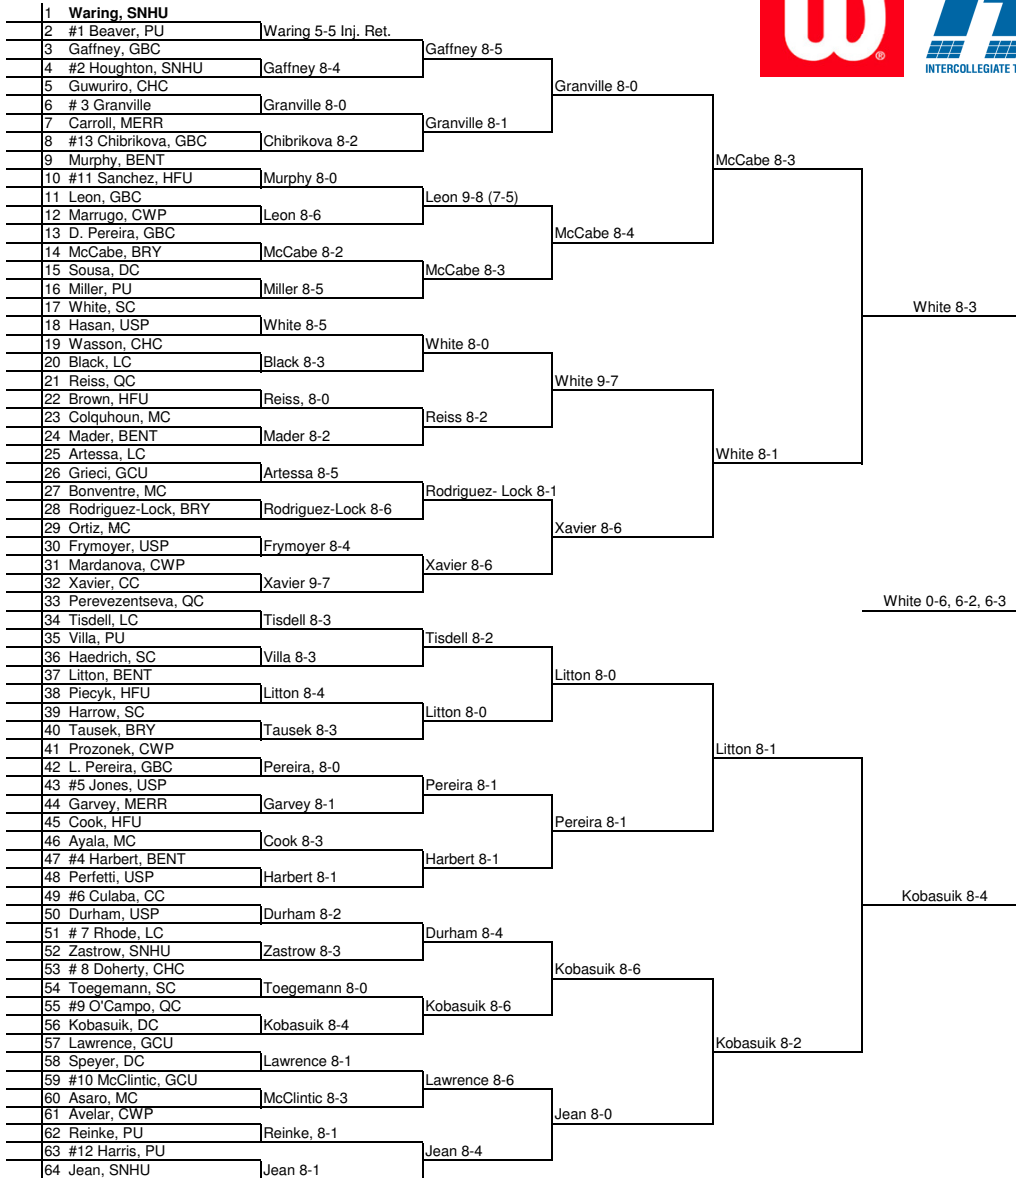 1 Waring, SNHU
2 #1 Beaver, PU Waring 5-5 Inj. Ret.
3 Gaffney, GBC Gaffney 8-5
4 #2 Houghton, SNHU Gaffney 8-4
INTERCOLLEGIATE T
5 Guwuriro, CHC Granville 8-0
6 # 3 Granville Granville 8-0
7 Carroll, MERR Granville 8-1
8 #13 Chibrikova, GBC Chibrikova 8-2
9 Murphy, BENT McCabe 8-3
10 #11 Sanchez, HFU Murphy 8-0
11 Leon, GBC Leon 9-8 (7-5)
12 Marrugo, CWP Leon 8-6
13 D. Pereira, GBC McCabe 8-4
14 McCabe, BRY McCabe 8-2
15 Sousa, DC McCabe 8-3
16 Miller, PU Miller 8-5
17 White, SC White 8-3
18 Hasan, USP White 8-5
19 Wasson, CHC White 8-0
20 Black, LC Black 8-3
21 Reiss, QC White 9-7
22 Brown, HFU Reiss, 8-0
23 Colquhoun, MC Reiss 8-2
24 Mader, BENT Mader 8-2
25 Artessa, LC White 8-1
26 Grieci, GCU Artessa 8-5
27 Bonventre, MC Rodriguez- Lock 8-1
28 Rodriguez-Lock, BRY Rodriguez-Lock 8-6
29 Ortiz, MC Xavier 8-6
30 Frymoyer, USP Frymoyer 8-4
31 Mardanova, CWP Xavier 8-6
32 Xavier, CC Xavier 9-7
33 Perevezentseva, QC White 0-6, 6-2, 6-3
34 Tisdell, LC Tisdell 8-3
35 Villa, PU Tisdell 8-2
36 Haedrich, SC Villa 8-3
37 Litton, BENT Litton 8-0
38 Piecyk, HFU Litton 8-4
39 Harrow, SC Litton 8-0
40 Tausek, BRY Tausek 8-3
41 Prozonek, CWP Litton 8-1
42 L. Pereira, GBC Pereira, 8-0
43 #5 Jones, USP Pereira 8-1
44 Garvey, MERR Garvey 8-1
45 Cook, HFU Pereira 8-1
46 Ayala, MC Cook 8-3
47 #4 Harbert, BENT Harbert 8-1
48 Perfetti, USP Harbert 8-1
49 #6 Culaba, CC Kobasuik 8-4
50 Durham, USP Durham 8-2
51 # 7 Rhode, LC Durham 8-4
52 Zastrow, SNHU Zastrow 8-3
53 # 8 Doherty, CHC Kobasuik 8-6
54 Toegemann, SC Toegemann 8-0
55 #9 O'Campo, QC Kobasuik 8-6
56 Kobasuik, DC Kobasuik 8-4
57 Lawrence, GCU Kobasuik 8-2
58 Speyer, DC Lawrence 8-1
59 #10 McClintic, GCU Lawrence 8-6
60 Asaro, MC McClintic 8-3
61 Avelar, CWP Jean 8-0
62 Reinke, PU Reinke, 8-1
63 #12 Harris, PU Jean 8-4
64 Jean, SNHU Jean 8-1